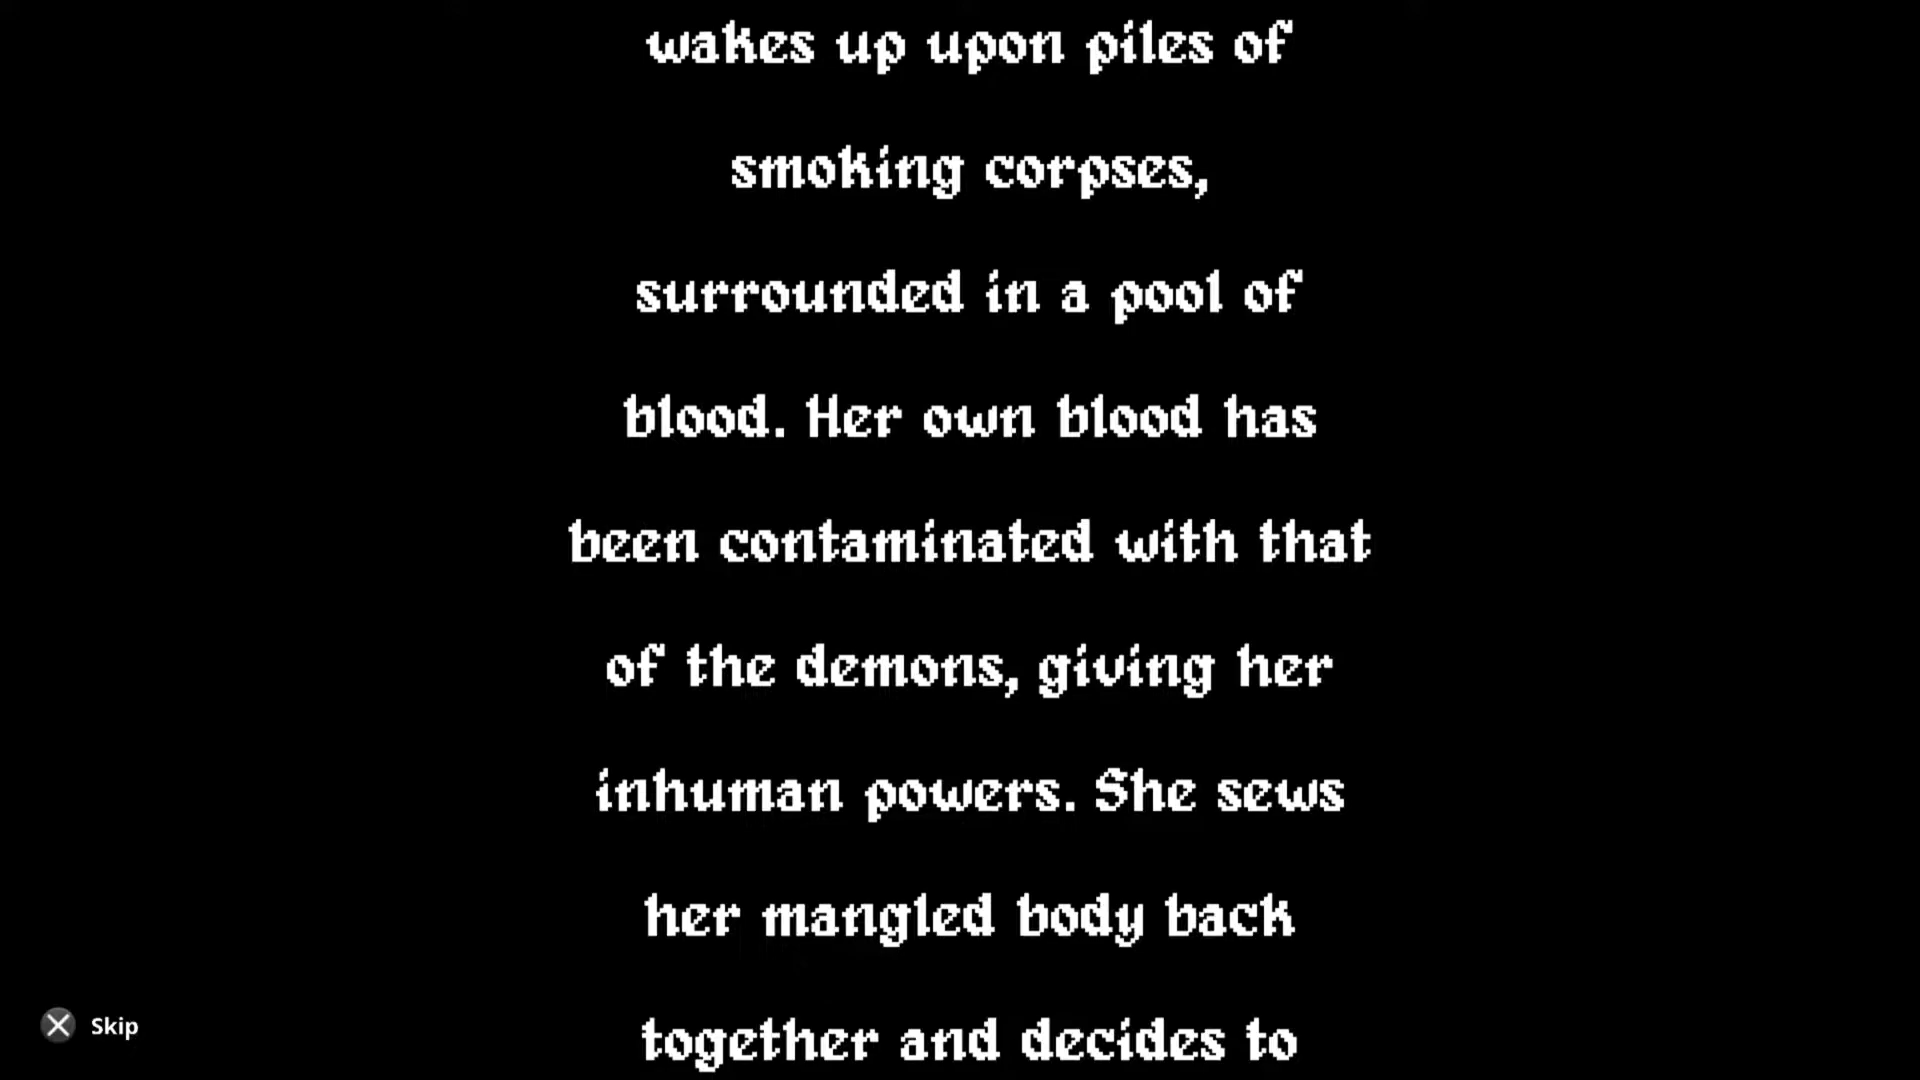 wakes up upon piles of
smoking corpses,
surrounded in a pool of
blood. Her own blood has
been contaminated with that
of the demons, giving her
inhuman powers. She sews
her mangled body back
together and decides to
Skip